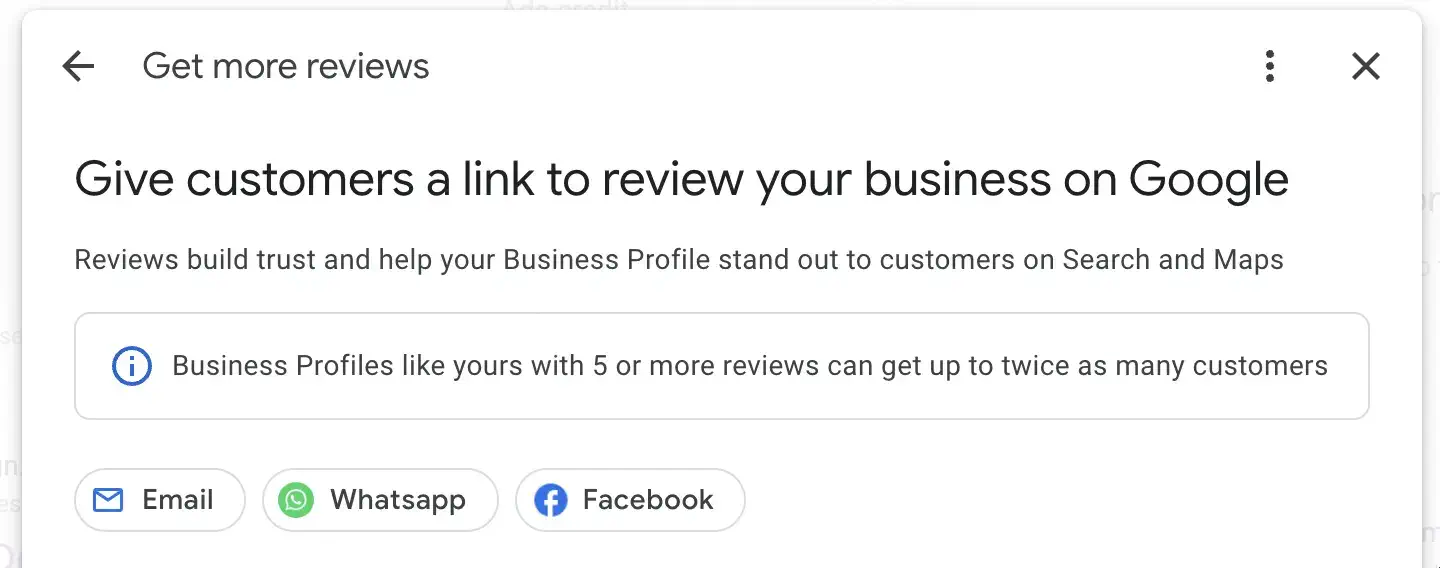 Get more reviews
Give customers a link to review your business on Google
Reviews build trust and help your Business Profile stand out to customers on Search and Maps
Business Profiles like yours with 5 or more reviews can get up to twice as many customers
Email Whatsapp Facebook